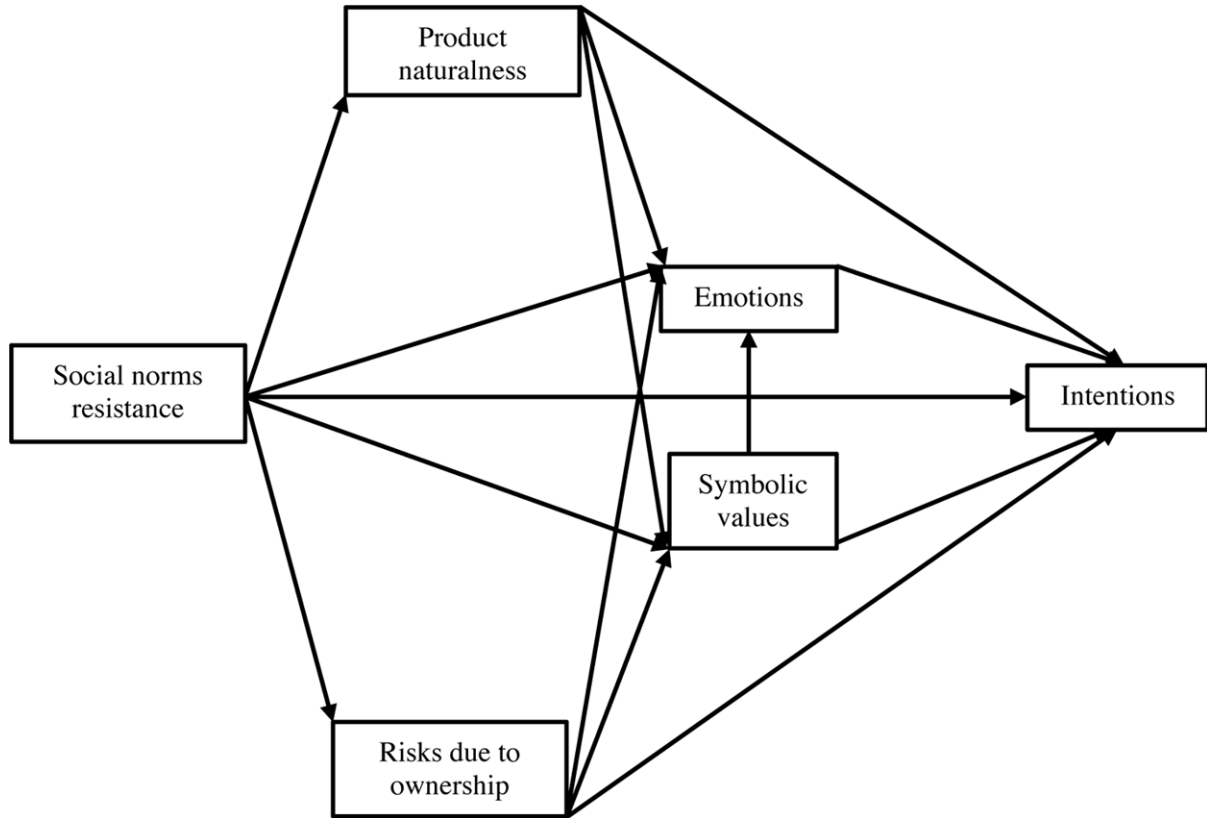 Product
naturalness
Emotions
Social norms
resistance
Intentions
Symbolic
values
Risks due to
ownership